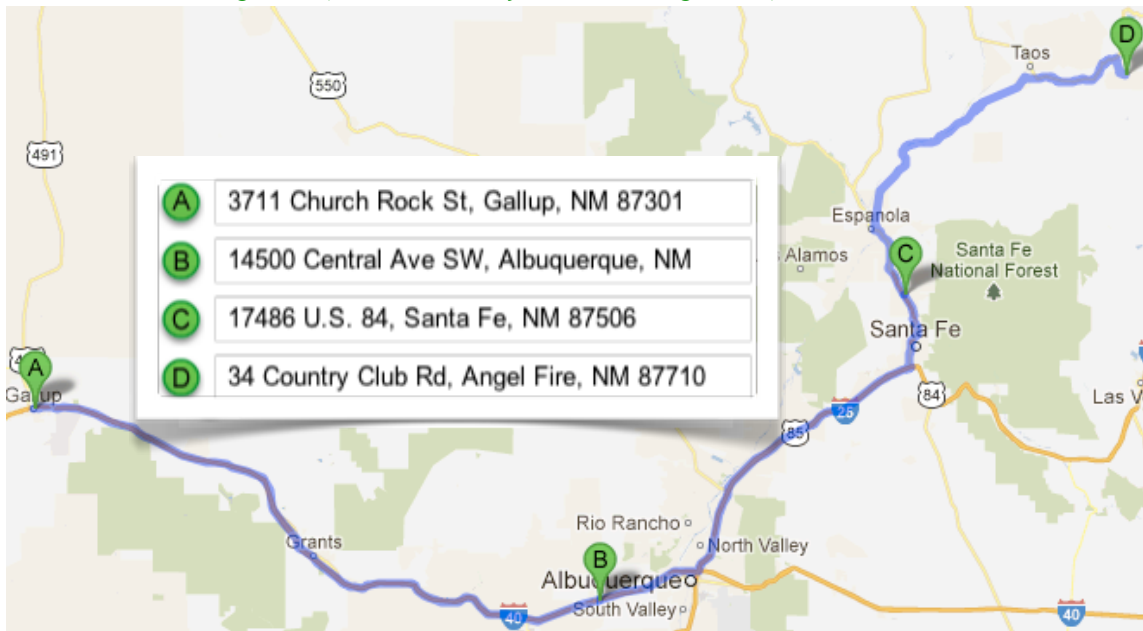 Taos
D
550
491
A 3711 Church Rock St, Gallup, NM 87301
B 14500 Central Ave SW, Albuquerque, NM
C 17486 U.S. 84, Santa Fe, NM 87506
D 34 Country Club Rd, Angel Fire, NM 87710
Espanola
Alamos
C
Santa Fe
National Forest
Santa Fe
A
84
Las V
25
85
Rio Rancho
North Valley
Grants
B
Albuquerque
South Valley
40
40